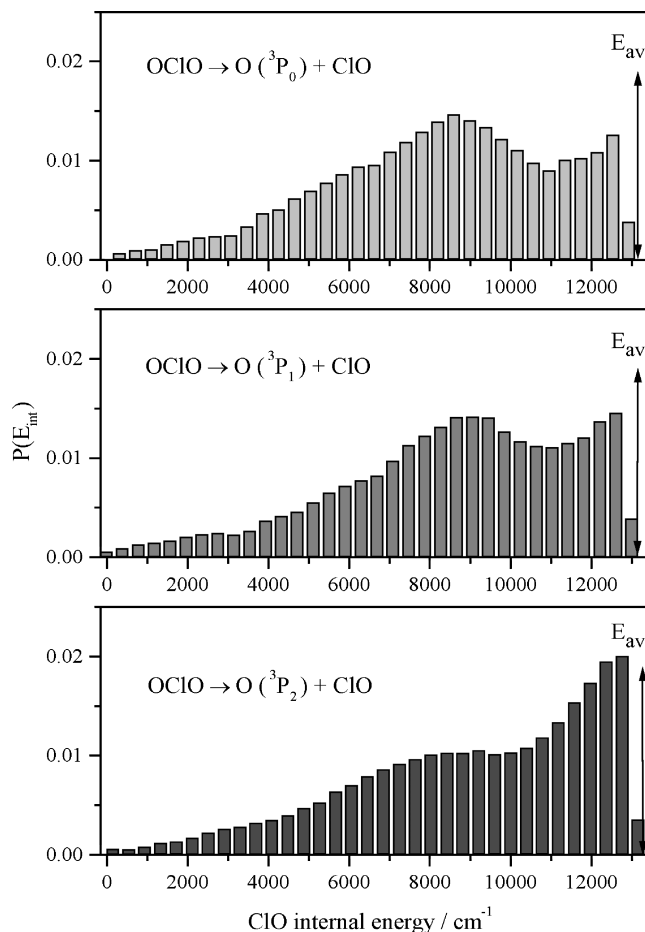 OClO → O (³P₀) + ClO
E_av
0.02
0.01
0.00
0 2000 4000 6000 8000 10000 12000
OClO → O (³P₁) + ClO
E_av
0.02
0.01
0.00
0 2000 4000 6000 8000 10000 12000
P(E_int)
OClO → O (³P₂) + ClO
E_av
0.02
0.01
0.00
0 2000 4000 6000 8000 10000 12000
ClO internal energy / cm⁻¹